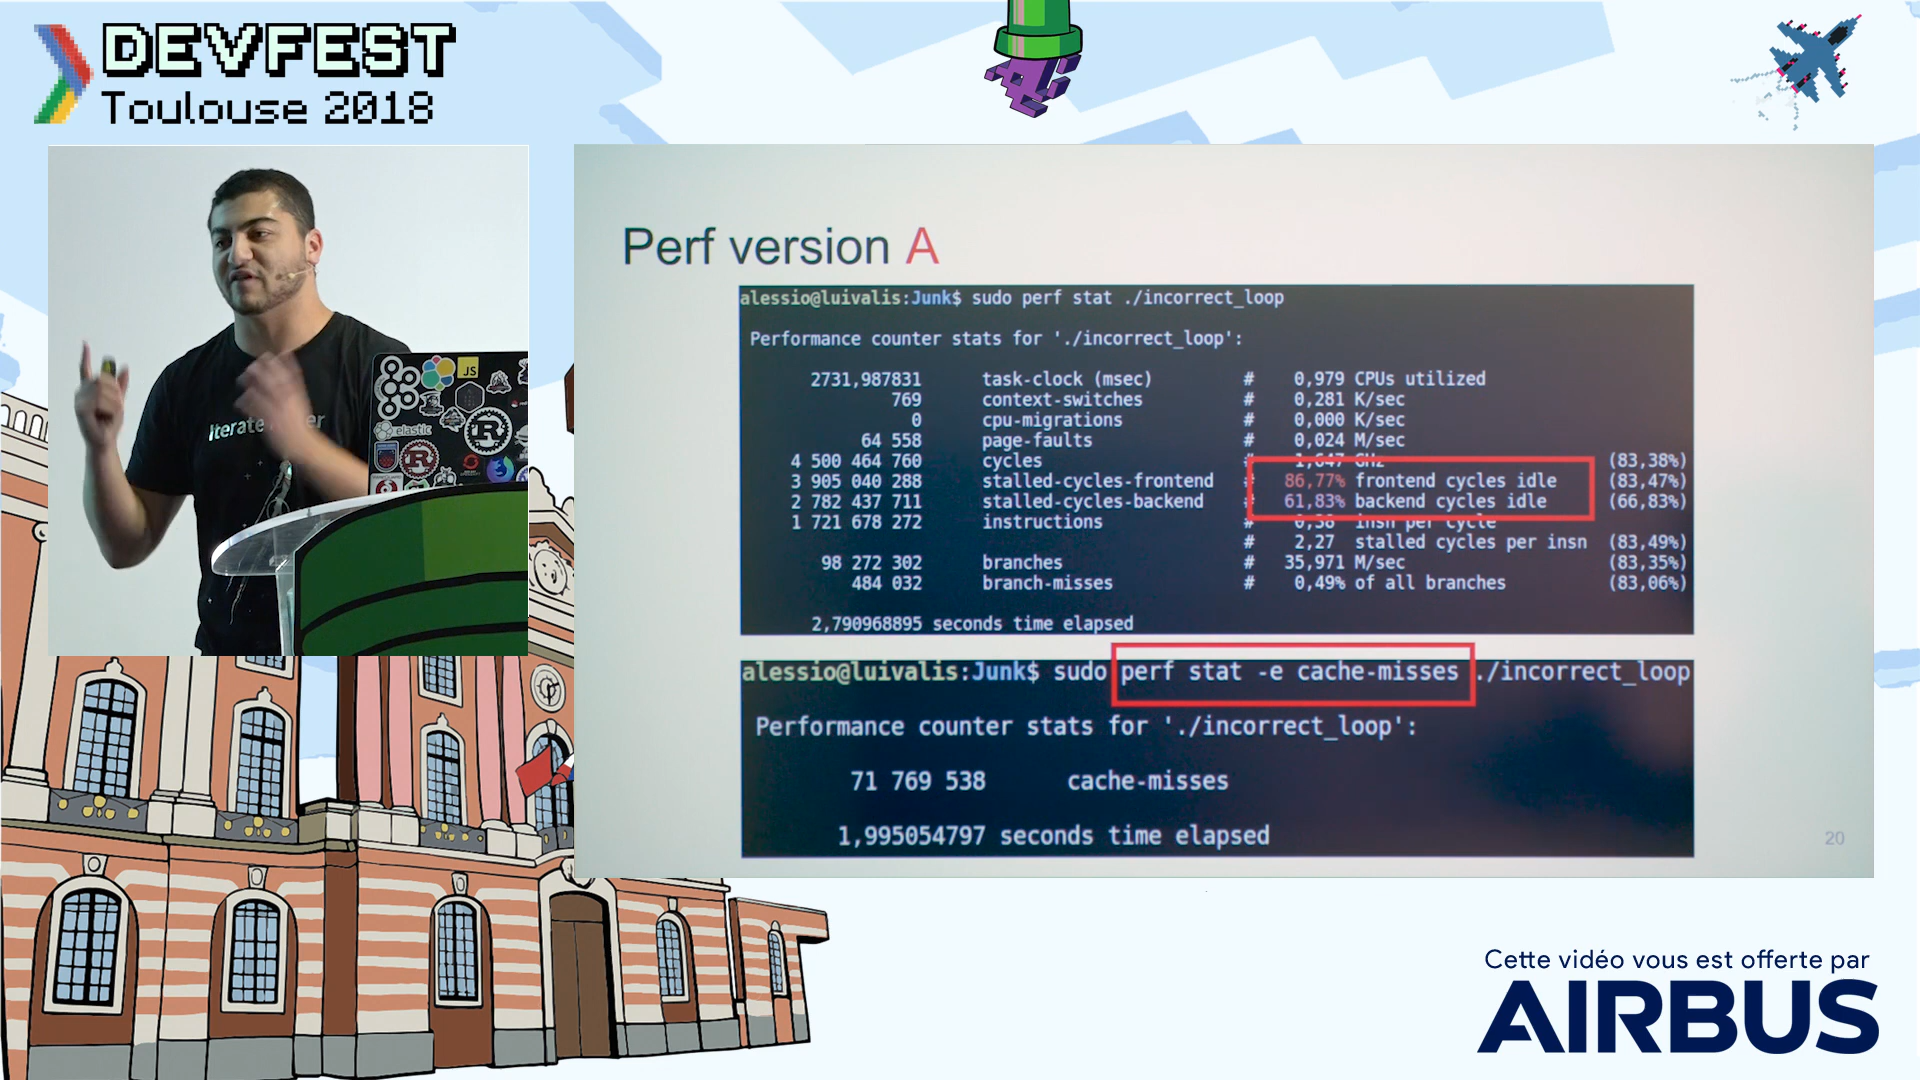 DEVFEST
Toulouse 2018
JS
elastic
R
R
Perf version A
alessio@luivalis:Junk$ sudo perf stat ./incorrect_loop
Performance counter stats for './incorrect_loop':
2731,987831 task-clock (msec) # 0,979 CPUs utilized
769 context-switches # 0,281 K/sec
0 cpu-migrations # 0,000 K/sec
64 558 page-faults # 0,024 M/sec
4 500 464 760 cycles # 1,647 GHz (83,38%)
3 905 040 288 stalled-cycles-frontend # 86,77% frontend cycles idle (83,47%)
2 782 437 711 stalled-cycles-backend # 61,83% backend cycles idle (66,83%)
1 721 678 272 instructions # 0,38 insn per cycle
# 2,27 stalled cycles per insn (83,49%)
98 272 302 branches # 35,971 M/sec (83,35%)
484 032 branch-misses # 0,49% of all branches (83,06%)
2,790968895 seconds time elapsed
alessio@luivalis:Junk$ sudo perf stat -e cache-misses ./incorrect_loop
Performance counter stats for './incorrect_loop':
71 769 538 cache-misses
1,995054797 seconds time elapsed
20
Cette vidéo vous est offerte par
AIRBUS